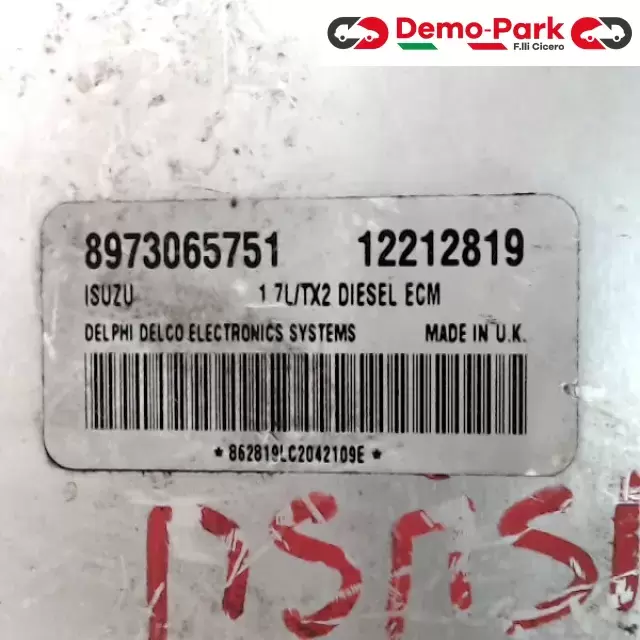 Demo-Park
F.lli Cicero
8973065751 12212819
ISUZU 1.7L/TX2 DIESEL ECM
DELPHI DELCO ELECTRONICS SYSTEMS MADE IN U.K.
*862819LC2042109E*